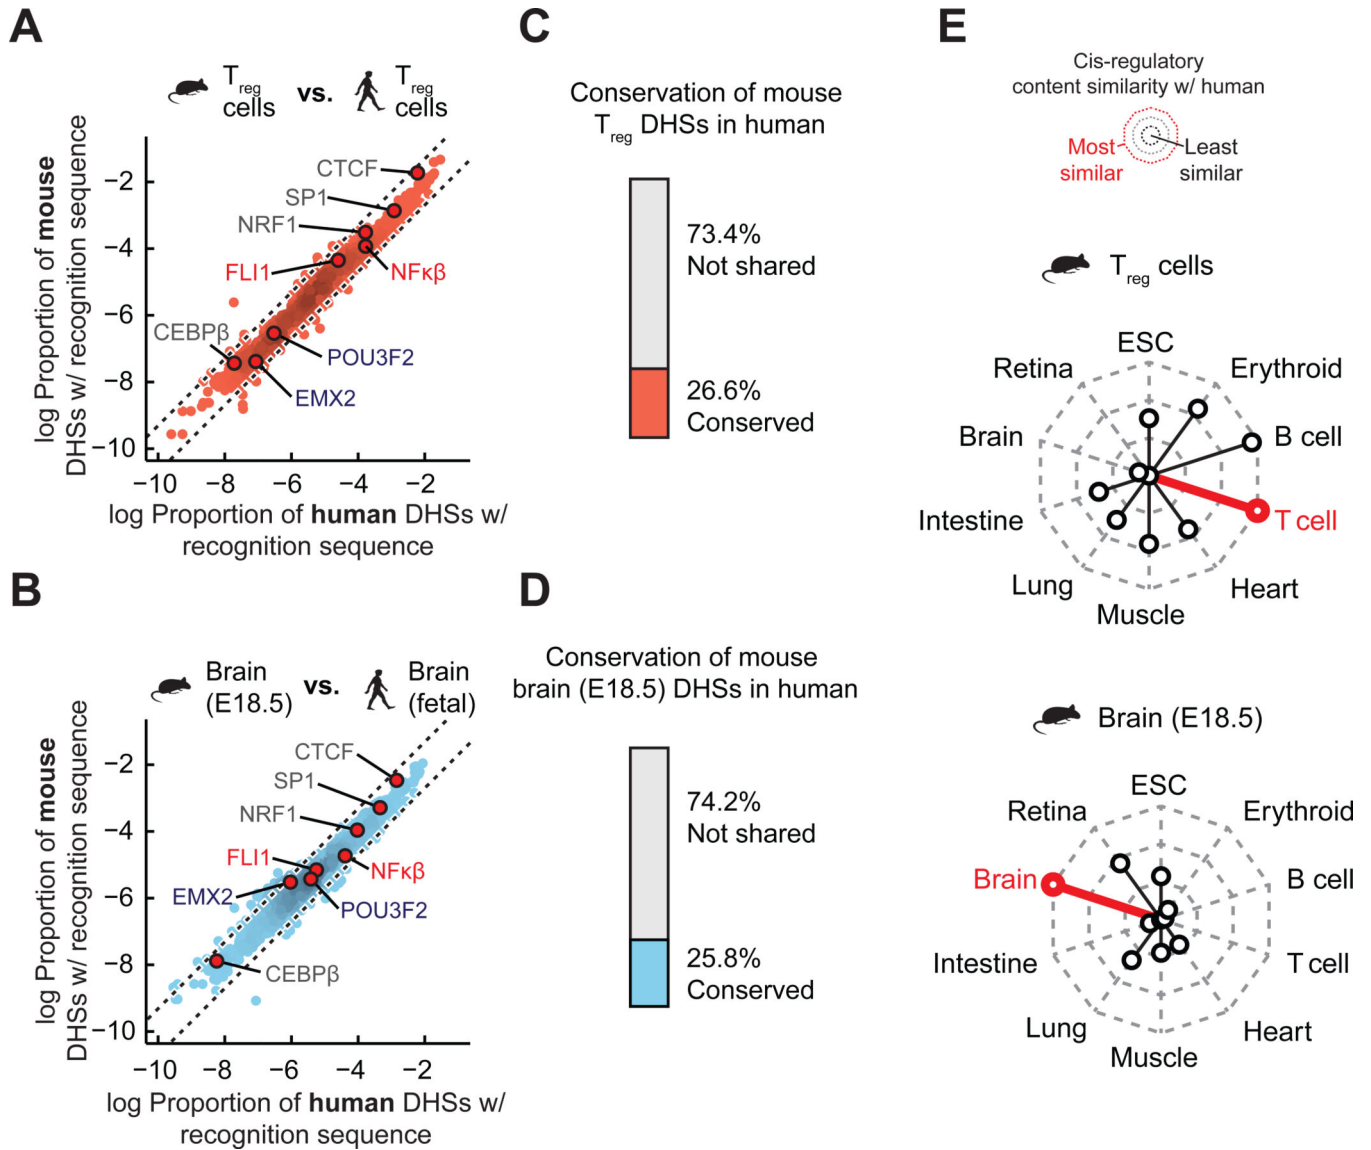 A
T_reg cells vs. T_reg cells
log Proportion of mouse
DHSs w/ recognition sequence
−2
−4
−6
−8
−10
CTCF
SP1
NRF1
FLI1
NFκβ
CEBPβ
POU3F2
EMX2
−10 −8 −6 −4 −2
log Proportion of human DHSs w/
recognition sequence
B
Brain (E18.5) vs. Brain (fetal)
log Proportion of mouse
DHSs w/ recognition sequence
−2
−4
−6
−8
−10
CTCF
SP1
NRF1
FLI1
NFκβ
EMX2
POU3F2
CEBPβ
−10 −8 −6 −4 −2
log Proportion of human DHSs w/
recognition sequence
C
Conservation of mouse
T_reg DHSs in human
73.4%
Not shared
26.6%
Conserved
D
Conservation of mouse
brain (E18.5) DHSs in human
74.2%
Not shared
25.8%
Conserved
E
Cis-regulatory
content similarity w/ human
Most
similar
Least
similar
T_reg cells
ESC
Retina
Erythroid
Brain
B cell
Intestine
T cell
Lung
Heart
Muscle
Brain (E18.5)
ESC
Retina
Erythroid
Brain
B cell
Intestine
T cell
Lung
Heart
Muscle